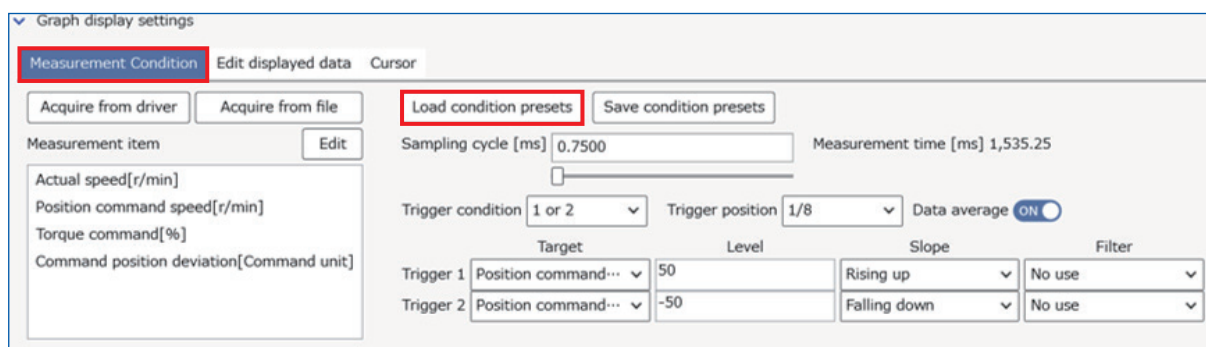 Graph display settings
Measurement Condition Edit displayed data Cursor
Acquire from driver Acquire from file Load condition presets Save condition presets
Measurement item Edit Sampling cycle [ms] 0.7500 Measurement time [ms] 1,535.25
Actual speed[r/min]
Position command speed[r/min]
Torque command[%]
Command position deviation[Command unit]
Trigger condition 1 or 2 Trigger position 1/8 Data average ON
Target Level Slope Filter
Trigger 1 Position command··· 50 Rising up No use
Trigger 2 Position command··· -50 Falling down No use